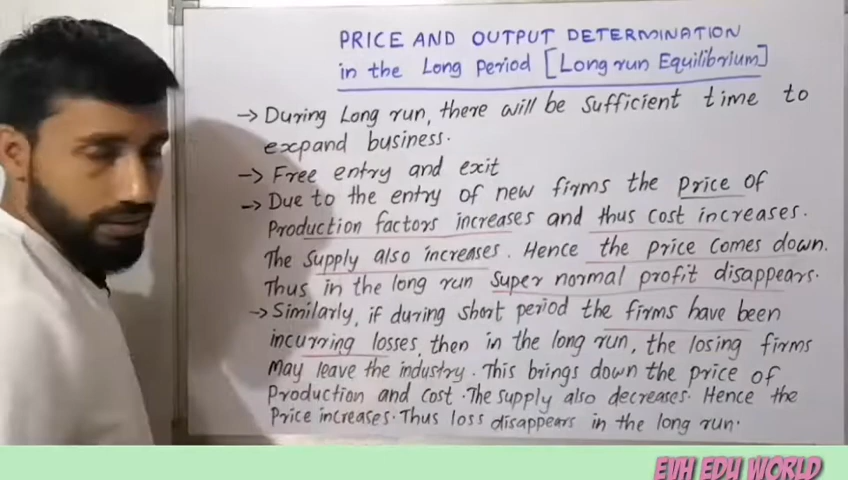 PRICE AND OUTPUT DETERMINATION
in the Long Period [Long run Equilibrium]
→ During Long run, there will be sufficient time to
expand business.
→ Free entry and exit
→ Due to the entry of new firms the price of
Production factors increases and thus cost increases.
The supply also increases. Hence the price comes down.
Thus in the long run super normal profit disappears.
→ Similarly, if during short period the firms have been
incurring losses, then in the long run, the losing firms
may leave the industry. This brings down the price of
Production and cost. The supply also decreases. Hence the
Price increases. Thus loss disappears in the long run.
EVH EDU WORLD